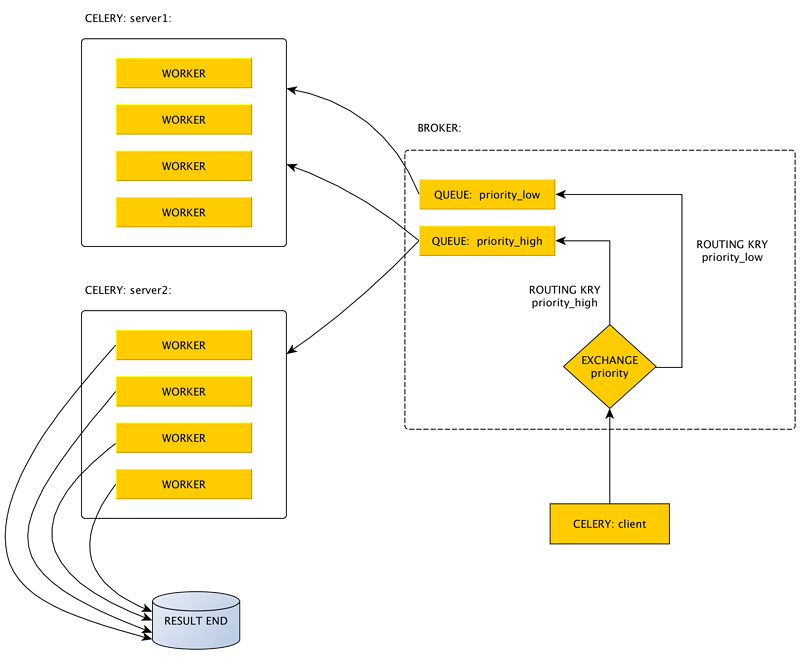 CELERY: server1:
WORKER
WORKER
WORKER
WORKER
BROKER:
QUEUE: priority_low
QUEUE: priority_high
ROUTING KRY
priority_low
ROUTING KRY
priority_high
EXCHANGE
priority
CELERY: client
CELERY: server2:
WORKER
WORKER
WORKER
WORKER
RESULT END